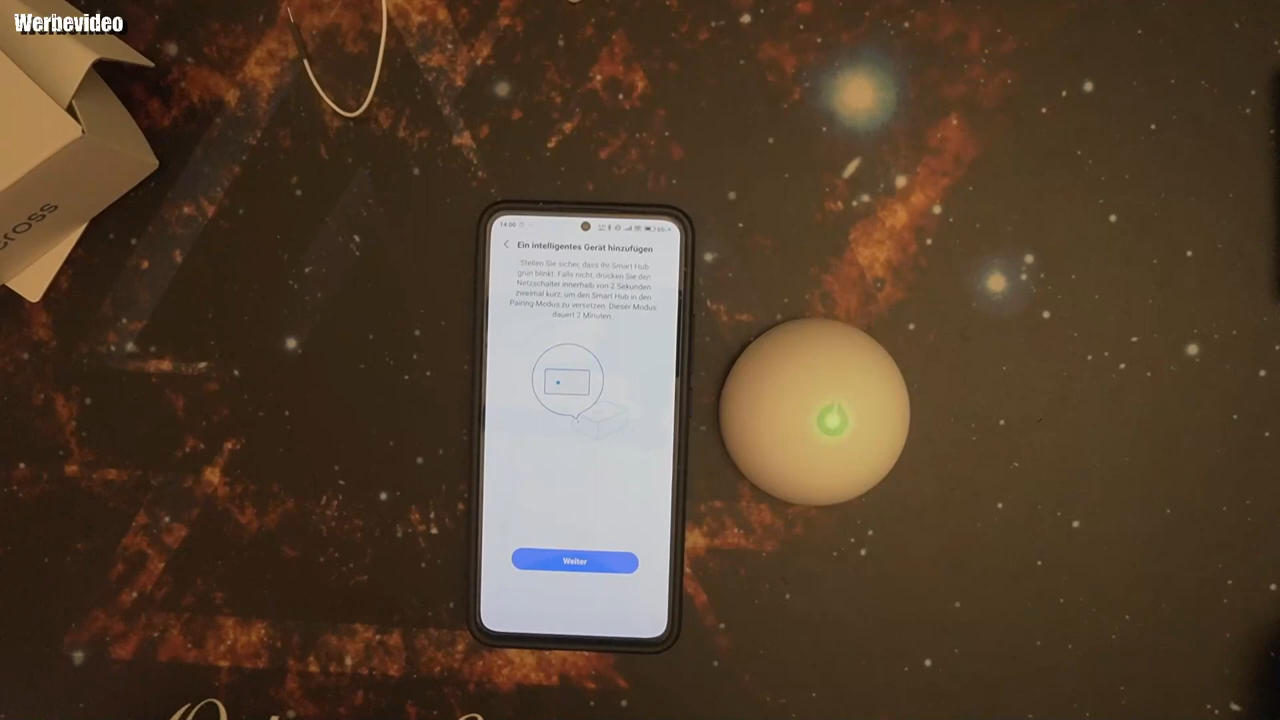 Werbevideo
cross
14:00
Ein intelligentes Gerät hinzufügen
Stellen Sie sicher, dass Ihr Smart Hub
grün blinkt. Falls nicht, drücken Sie den
Netzschalter innerhalb von 2 Sekunden
zweimal kurz, um den Smart Hub in den
Pairing-Modus zu versetzen. Dieser Modus
dauert 2 Minuten.
Weiter